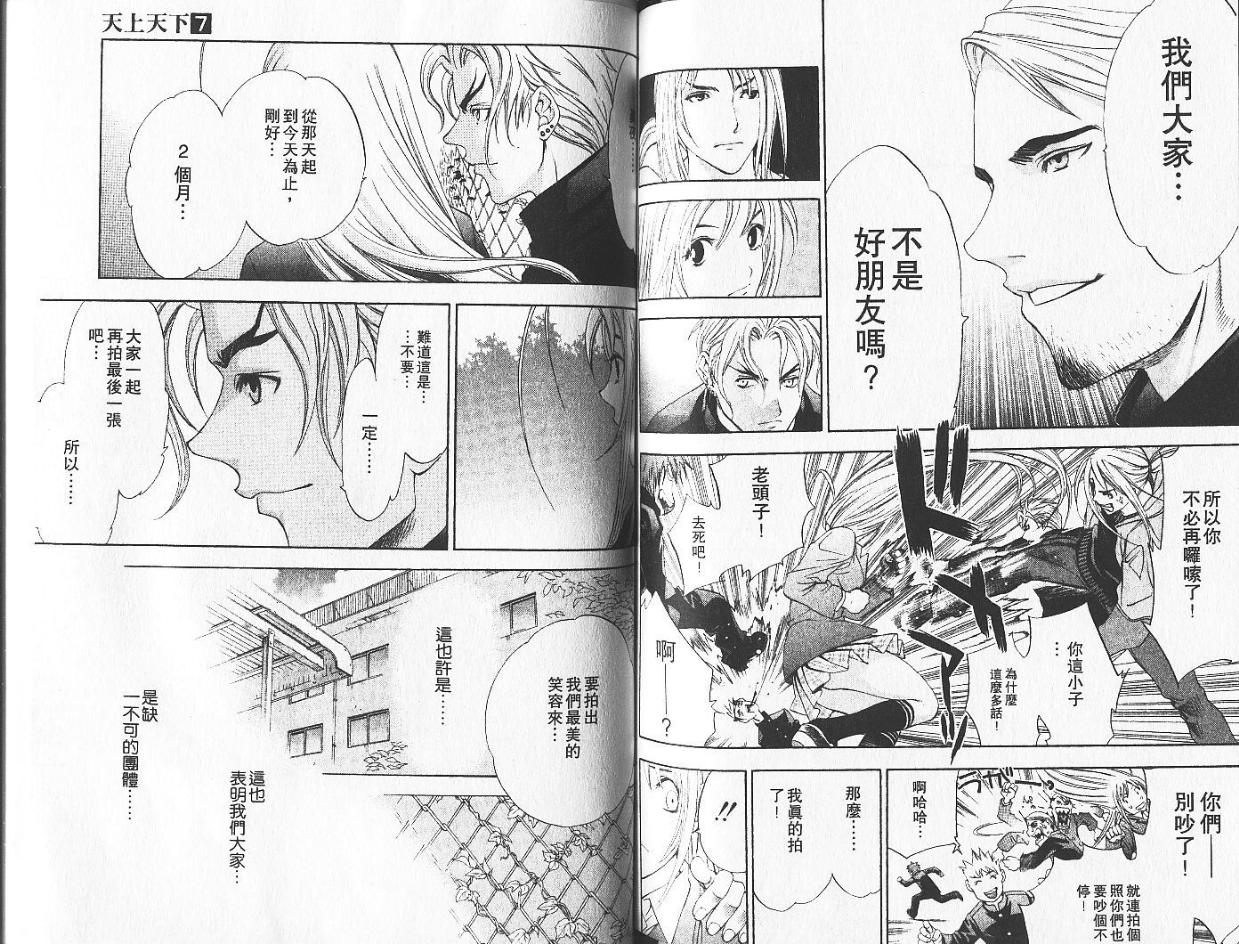 我們大家…
不是
好朋友嗎？
所以你
不必再囉嗦了！
你這小子
…
為什麼
這麼多話！
老頭子！
去死吧！
啊——？
你們——
別吵了！
就連拍個
照你們也
要吵個不
停！
啊哈哈…
那麼……
我真的拍
了！
!!
天上天下7
從那天起
到今天為止，
剛好…
2個月…
難道這是…
…不要…
一定……
大家一起
再拍最後一張
吧…
所以……
要拍出
我們最美的
笑容來…
這也許是……
這也
表明我們大家…
是缺
一不可的團體……